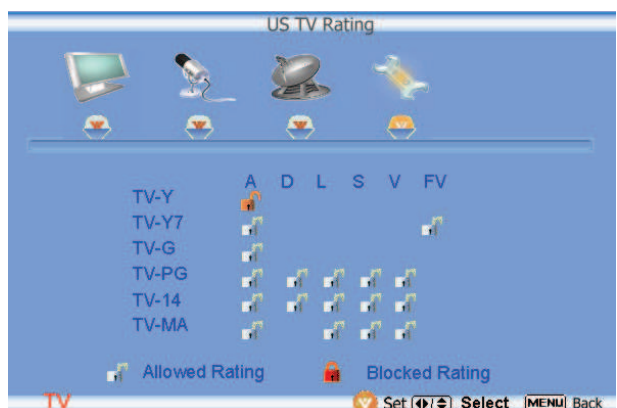 US TV Rating
A D L S V FV
TV-Y
TV-Y7
TV-G
TV-PG
TV-14
TV-MA
Allowed Rating Blocked Rating
TV Set Select MENU Back